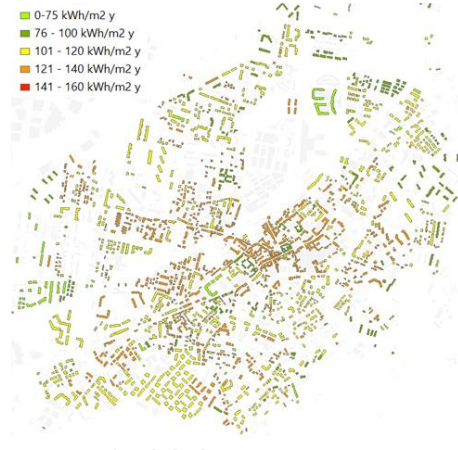 0-75 kWh/m2 y
76 - 100 kWh/m2 y
101 - 120 kWh/m2 y
121 - 140 kWh/m2 y
141 - 160 kWh/m2 y